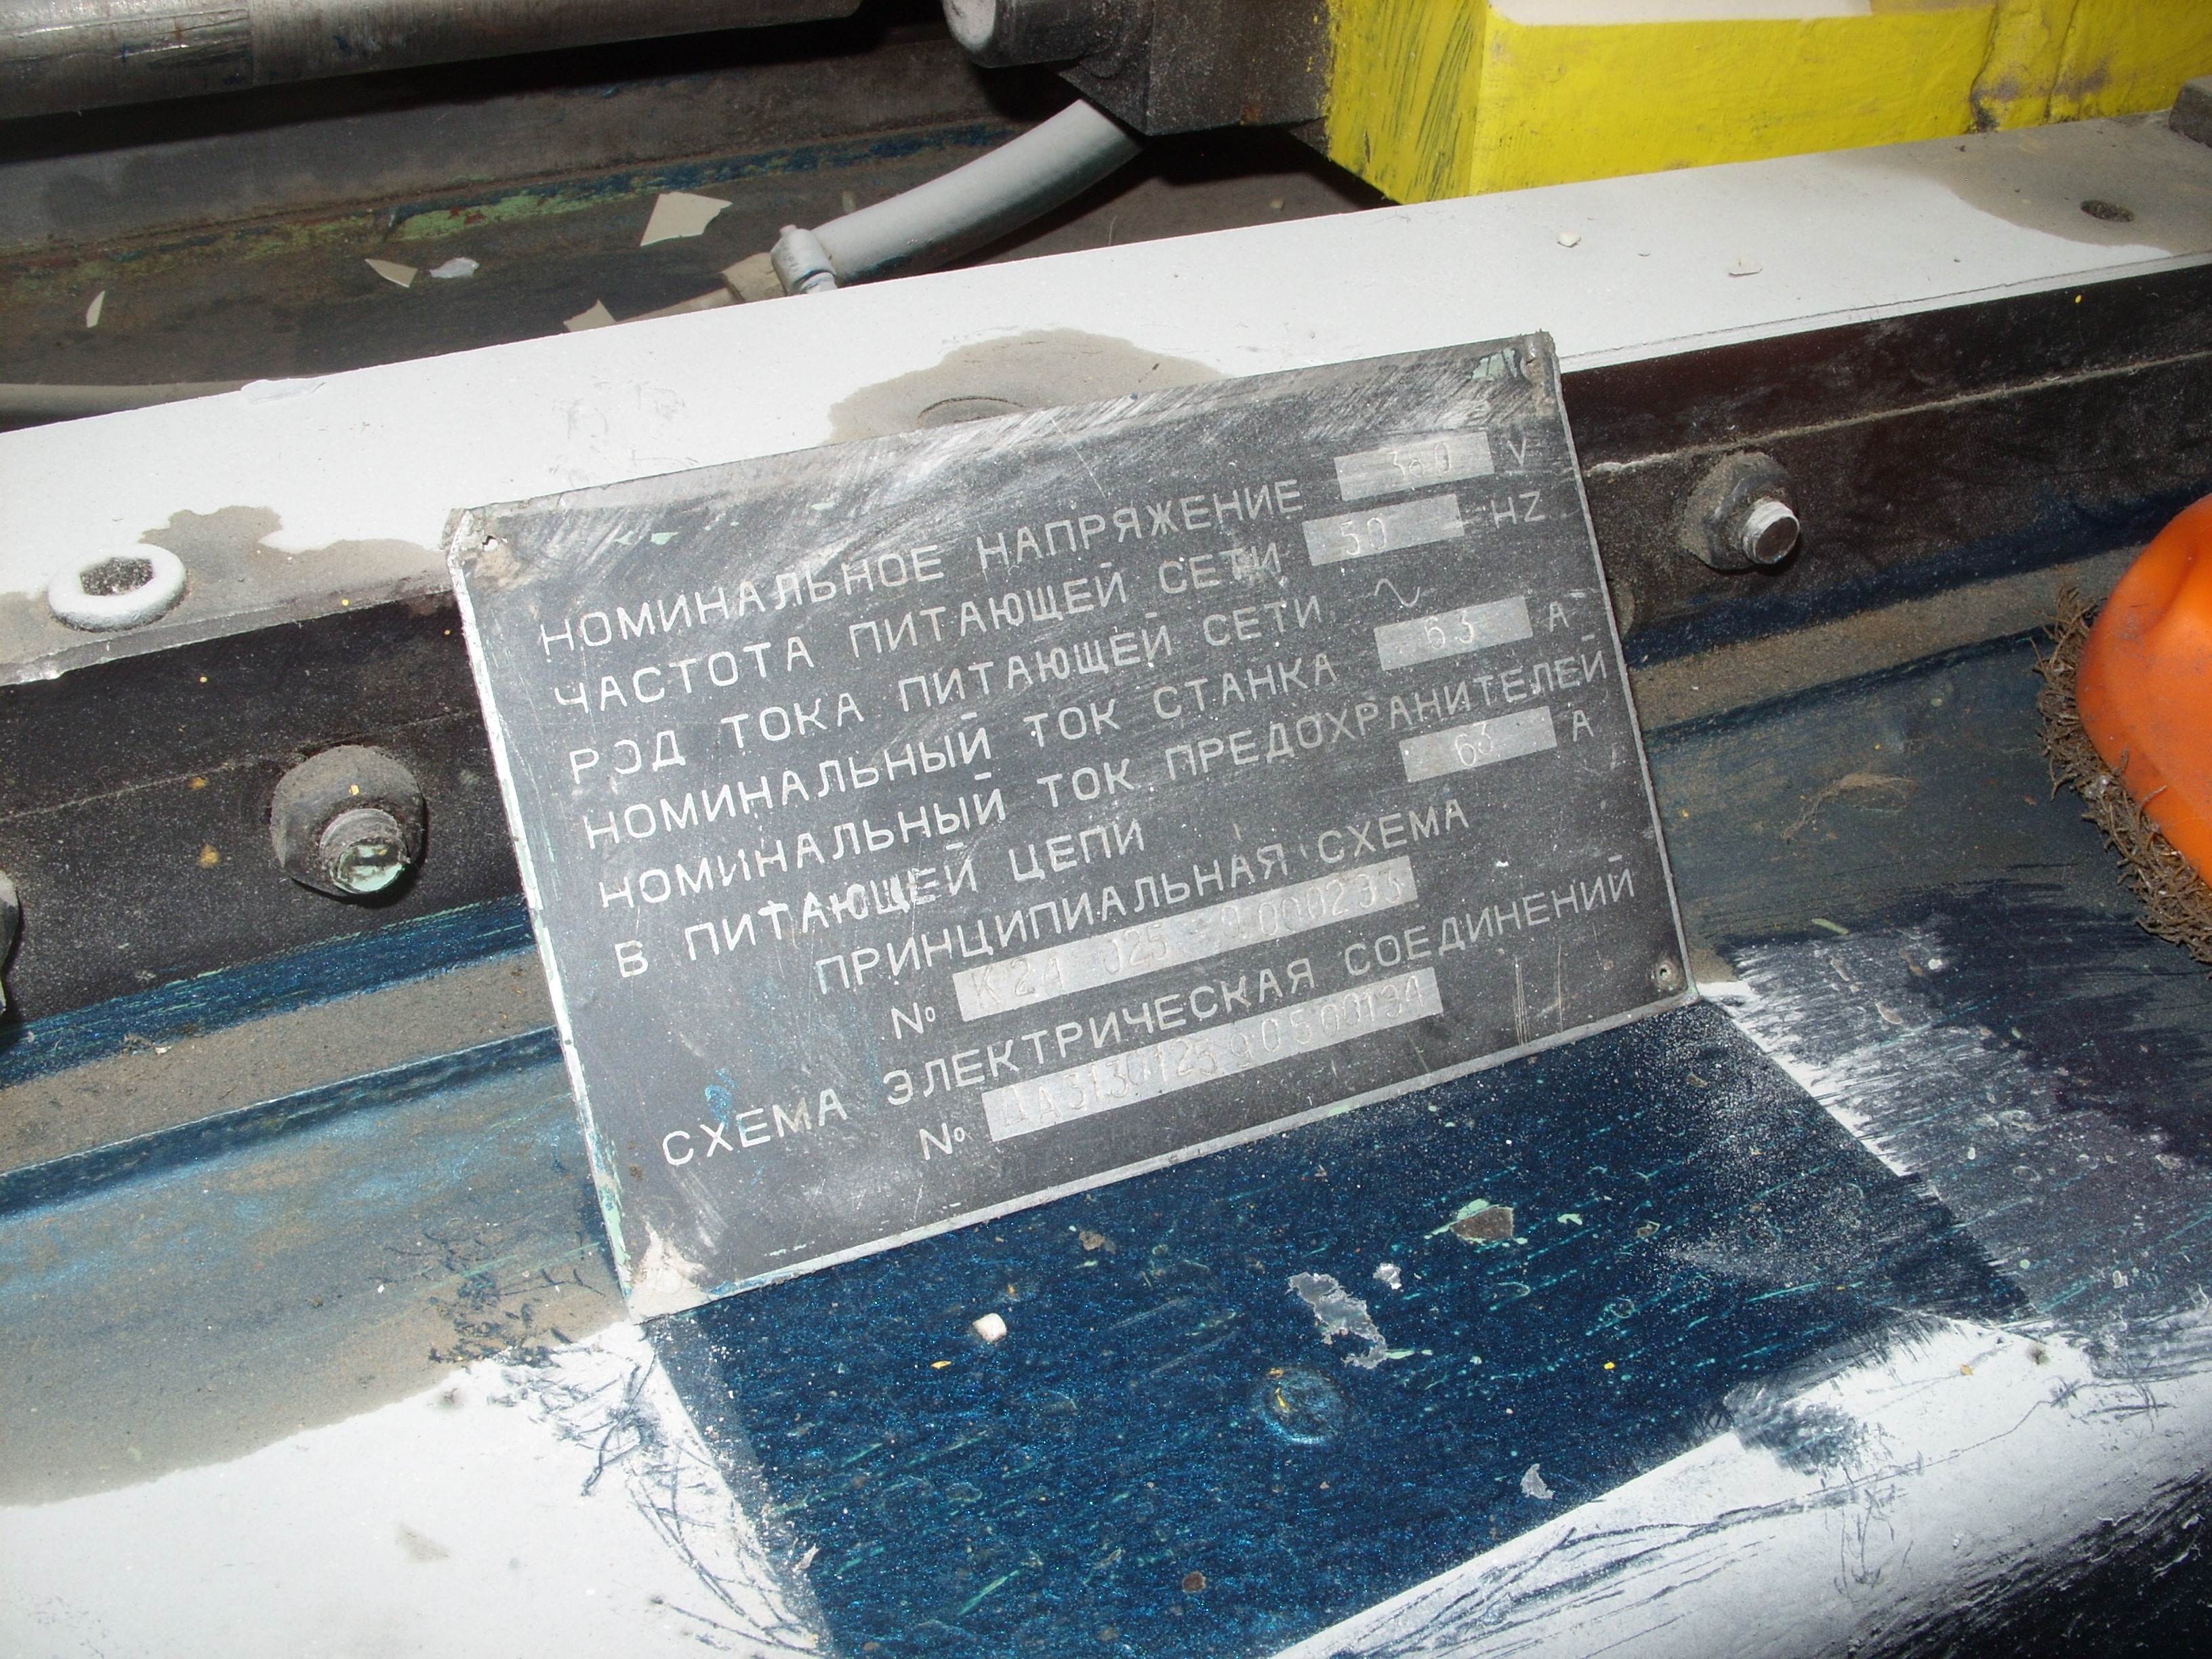 НОМИНАЛЬНОЕ НАПРЯЖЕНИЕ 380 V
ЧАСТОТА ПИТАЮЩЕЙ СЕТИ 50 HZ
РОД ТОКА ПИТАЮЩЕЙ СЕТИ ~
НОМИНАЛЬНЫЙ ТОК СТАНКА 63 A
НОМИНАЛЬНЫЙ ТОК ПРЕДОХРАНИТЕЛЕЙ
В ПИТАЮЩЕЙ ЦЕПИ 63 A
ПРИНЦИПИАЛЬНАЯ СХЕМА
№
СХЕМА ЭЛЕКТРИЧЕСКАЯ СОЕДИНЕНИЙ
№